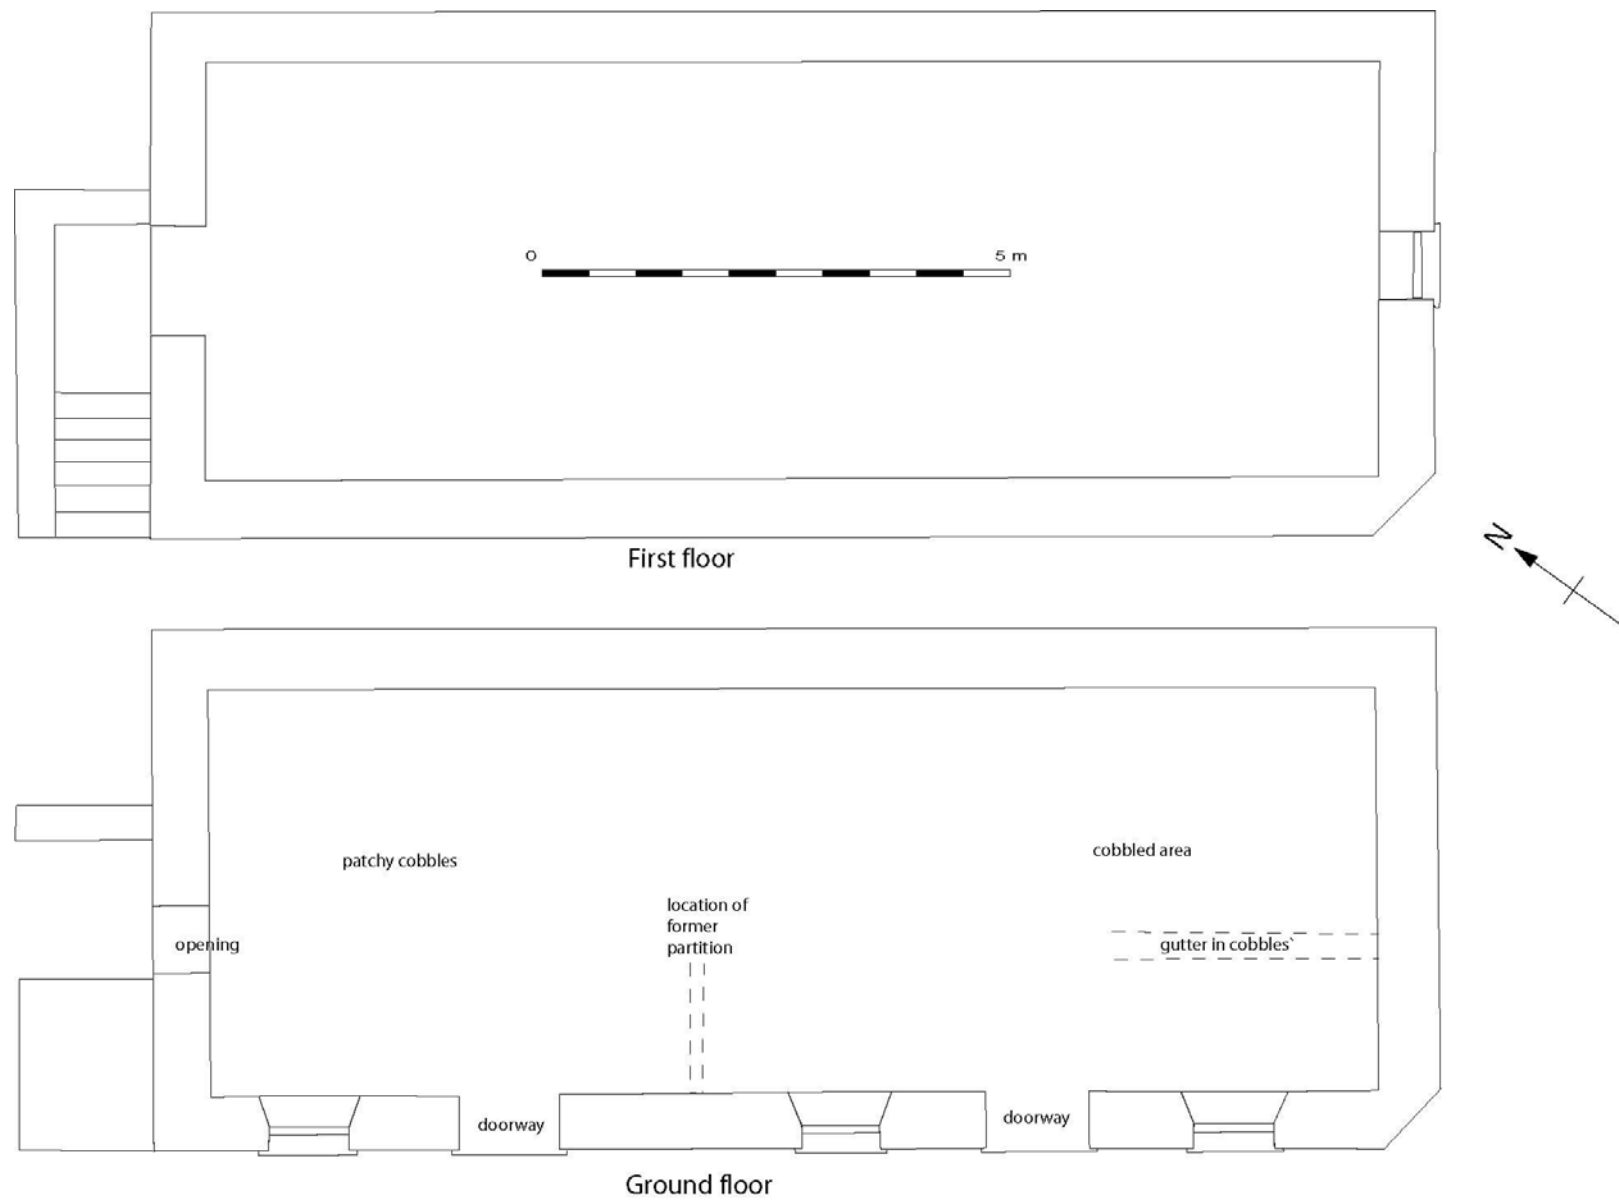 0 5 m
First floor
N
patchy cobbles
cobbled area
location of
former
partition
opening
gutter in cobbles`
doorway
doorway
Ground floor